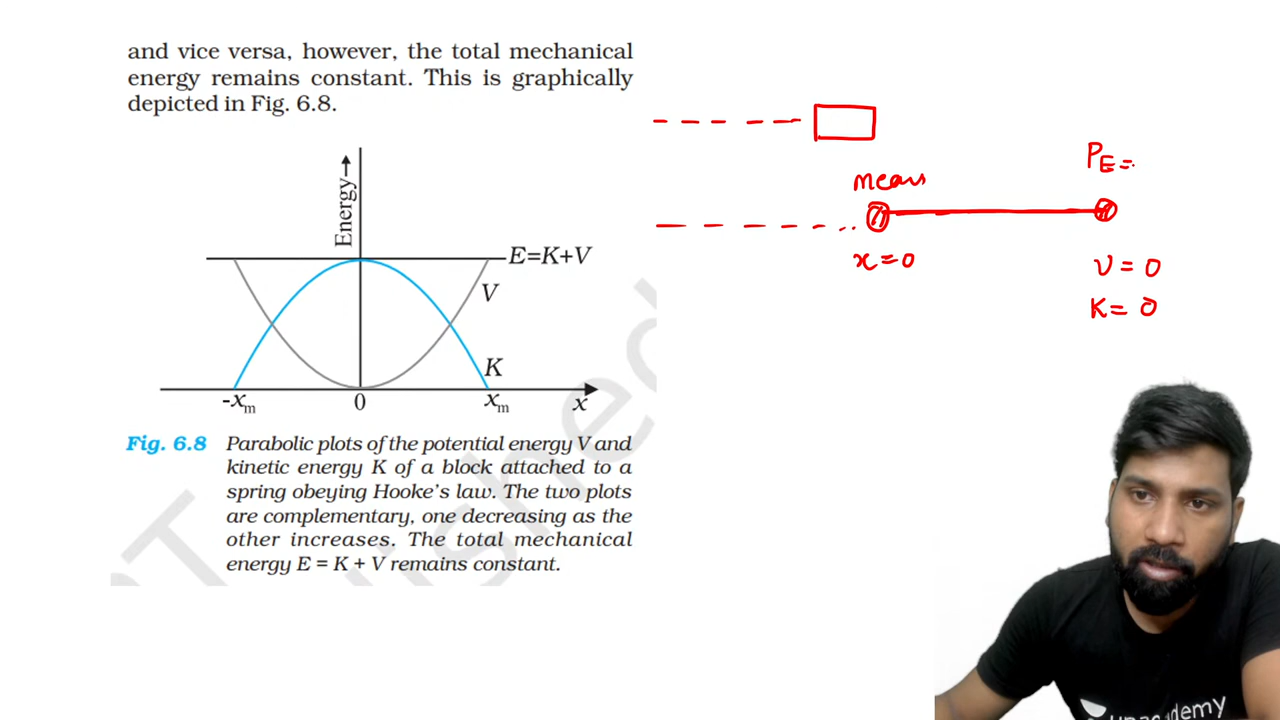 and vice versa, however, the total mechanical
energy remains constant. This is graphically
depicted in Fig. 6.8.
Energy→
E=K+V
V
K
-xm
0
xm
x
Fig. 6.8 Parabolic plots of the potential energy V and
kinetic energy K of a block attached to a
spring obeying Hooke's law. The two plots
are complementary, one decreasing as the
other increases. The total mechanical
energy E = K + V remains constant.
mean
x=0
PE=
v=0
K=0